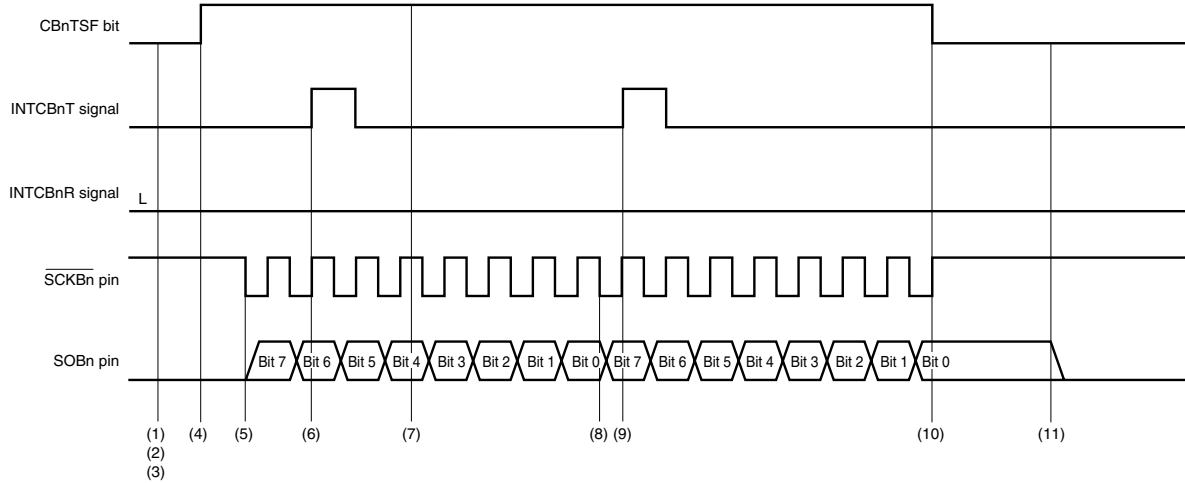 CBnTSF bit
INTCBnT signal
INTCBnR signal L
SCKBn pin
SOBn pin Bit 7 Bit 6 Bit 5 Bit 4 Bit 3 Bit 2 Bit 1 Bit 0 Bit 7 Bit 6 Bit 5 Bit 4 Bit 3 Bit 2 Bit 1 Bit 0
(1) (4) (5) (6) (7) (8) (9) (10) (11)
(2)
(3)